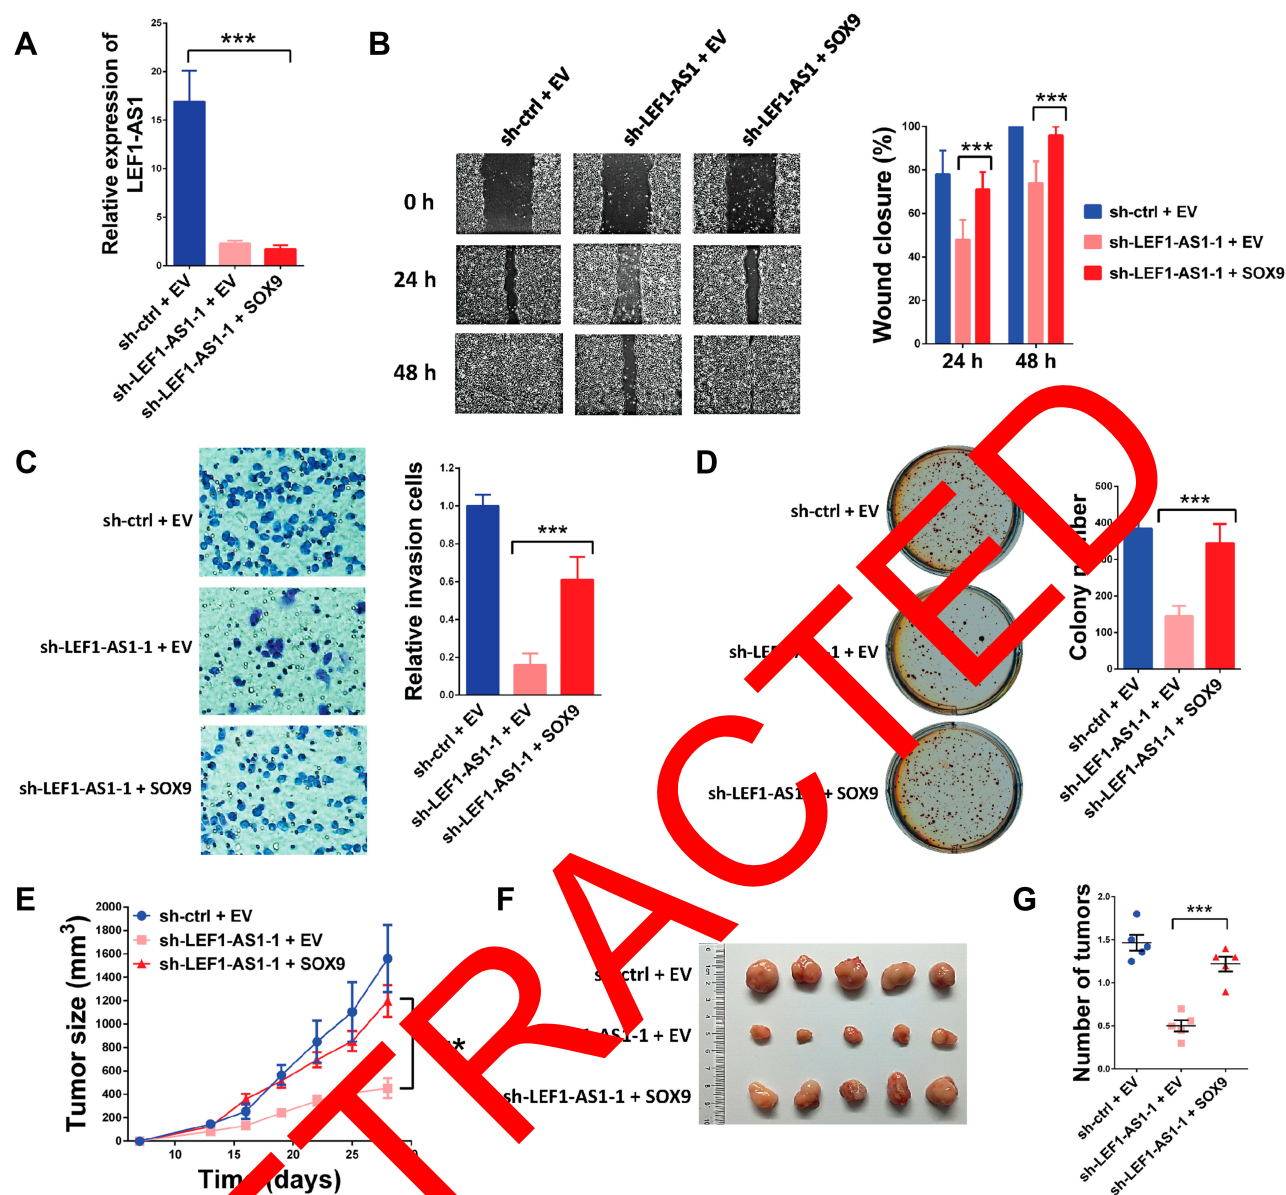 A
Relative expression of
LEF1-AS1
25
20
15
10
5
0
***
sh-ctrl + EV
sh-LEF1-AS1-1 + EV
sh-LEF1-AS1-1 + SOX9
B
sh-ctrl + EV
sh-LEF1-AS1 + EV
sh-LEF1-AS1 + SOX9
0 h
24 h
48 h
Wound closure (%)
100
80
60
40
20
0
***
***
24 h
48 h
sh-ctrl + EV
sh-LEF1-AS1-1 + EV
sh-LEF1-AS1-1 + SOX9
C
sh-ctrl + EV
sh-LEF1-AS1-1 + EV
sh-LEF1-AS1-1 + SOX9
Relative invasion cells
1.2
1.0
0.8
0.6
0.4
0.2
0.0
***
sh-ctrl + EV
sh-LEF1-AS1-1 + EV
sh-LEF1-AS1-1 + SOX9
D
sh-ctrl + EV
-1 + EV
+ SOX9
Colony
500
400
200
100
0
***
sh-ctrl + EV
sh-LEF1-AS1-1 + EV
sh-LEF1-AS1-1 + SOX9
E
Tumor size (mm³)
2000
1800
1600
1400
1200
1000
800
600
400
200
0
sh-ctrl + EV
sh-LEF1-AS1-1 + EV
sh-LEF1-AS1-1 + SOX9
10
15
20
25
(days)
F
+ EV
-1 + EV
sh-LEF1-AS1-1 + SOX9
G
Number of tumors
2.0
1.5
1.0
0.5
0.0
***
sh-ctrl + EV
sh-LEF1-AS1-1 + EV
sh-LEF1-AS1-1 + SOX9
TRACTED